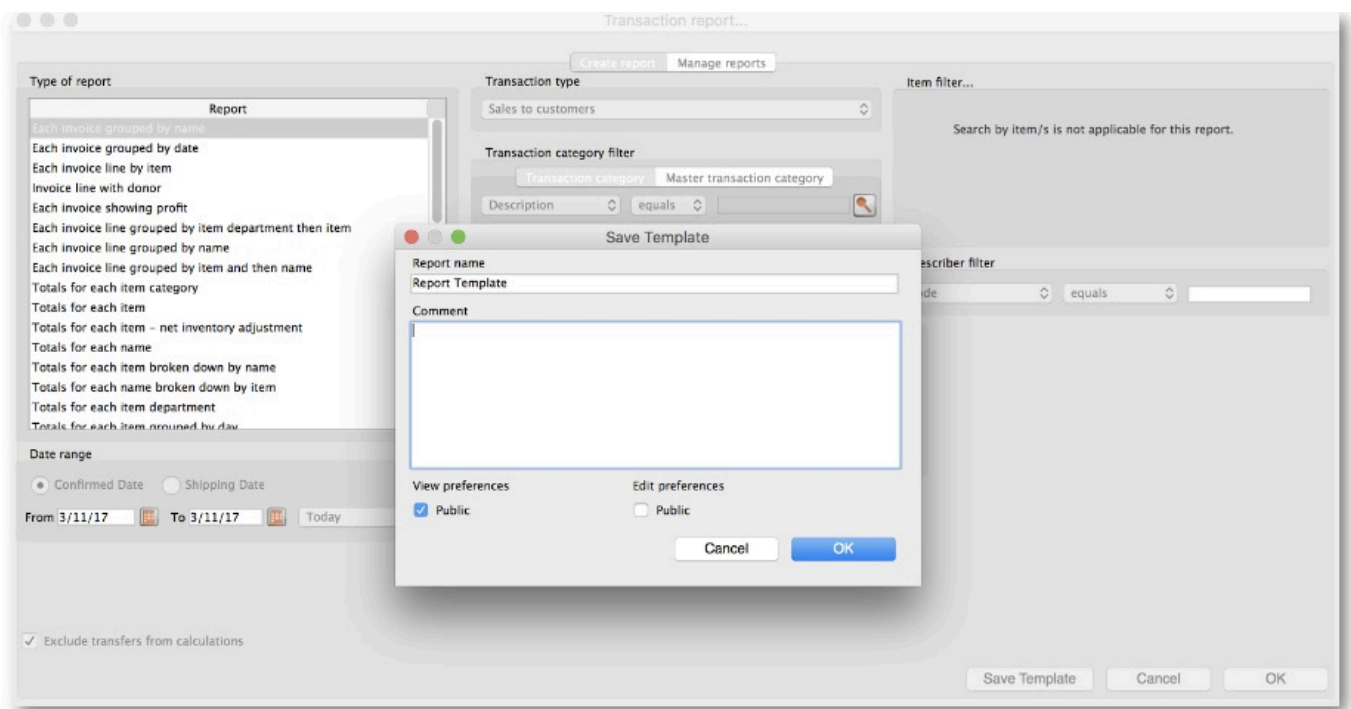 Transaction report...
Create report Manage reports
Type of report
Report
Each invoice grouped by name
Each invoice grouped by date
Each invoice line by item
Invoice line with donor
Each invoice showing profit
Each invoice line grouped by item department then item
Each invoice line grouped by name
Each invoice line grouped by item and then name
Totals for each item category
Totals for each item
Totals for each item - net inventory adjustment
Totals for each name
Totals for each item broken down by name
Totals for each name broken down by item
Totals for each item department
Totals for each item grouped by day
Date range
Confirmed Date Shipping Date
From 3/11/17 To 3/11/17 Today
Exclude transfers from calculations
Transaction type
Sales to customers
Transaction category filter
Transaction category Master transaction category
Description equals
Item filter...
Search by item/s is not applicable for this report.
escriber filter
de equals
Save Template
Report name
Report Template
Comment
View preferences Edit preferences
Public Public
Cancel OK
Save Template Cancel OK